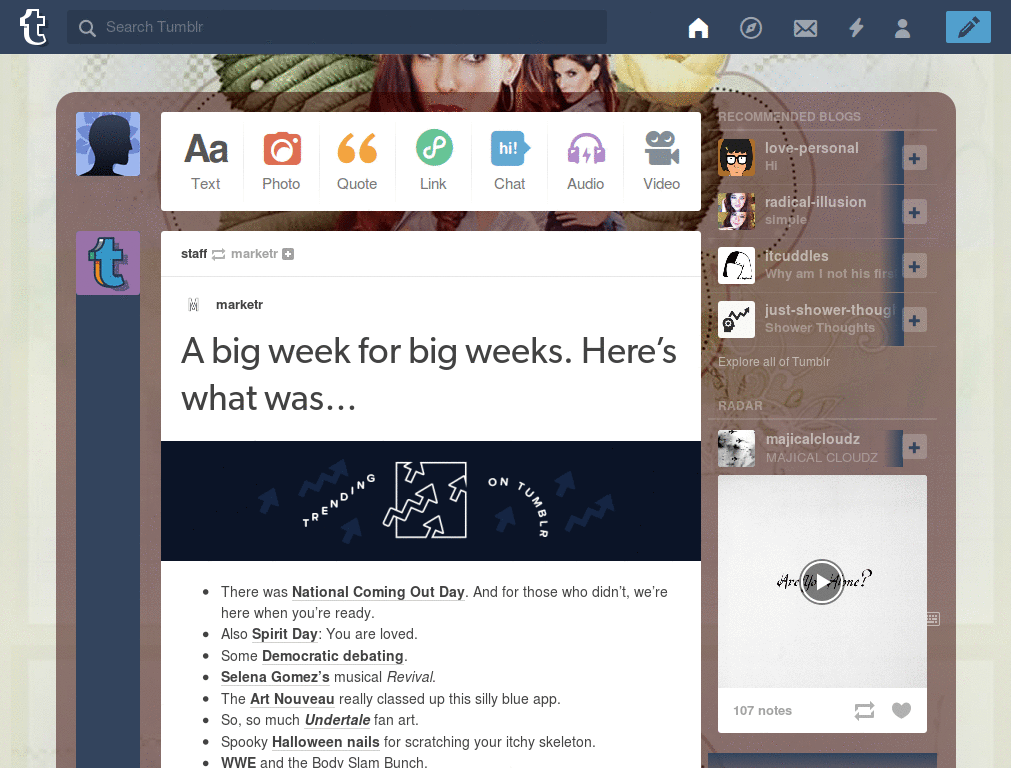 Search Tumblr
Aa
hi!
Text Photo Quote Link Chat Audio Video
staff marketr
marketr
A big week for big weeks. Here’s
what was…
TRENDING ON TUMBLR
There was National Coming Out Day. And for those who didn’t, we’re
here when you’re ready.
Also Spirit Day: You are loved.
Some Democratic debating.
Selena Gomez’s musical Revival.
The Art Nouveau really classed up this silly blue app.
So, so much Undertale fan art.
Spooky Halloween nails for scratching your itchy skeleton.
WWE and the Body Slam Bunch.
RECOMMENDED BLOGS
love-personal
Hi
radical-illusion
simple
itcuddles
Why am I not his firs
just-shower-though
Shower Thoughts
Explore all of Tumblr
RADAR
majicalcloudz
MAJICAL CLOUDZ
Are You Alone?
107 notes